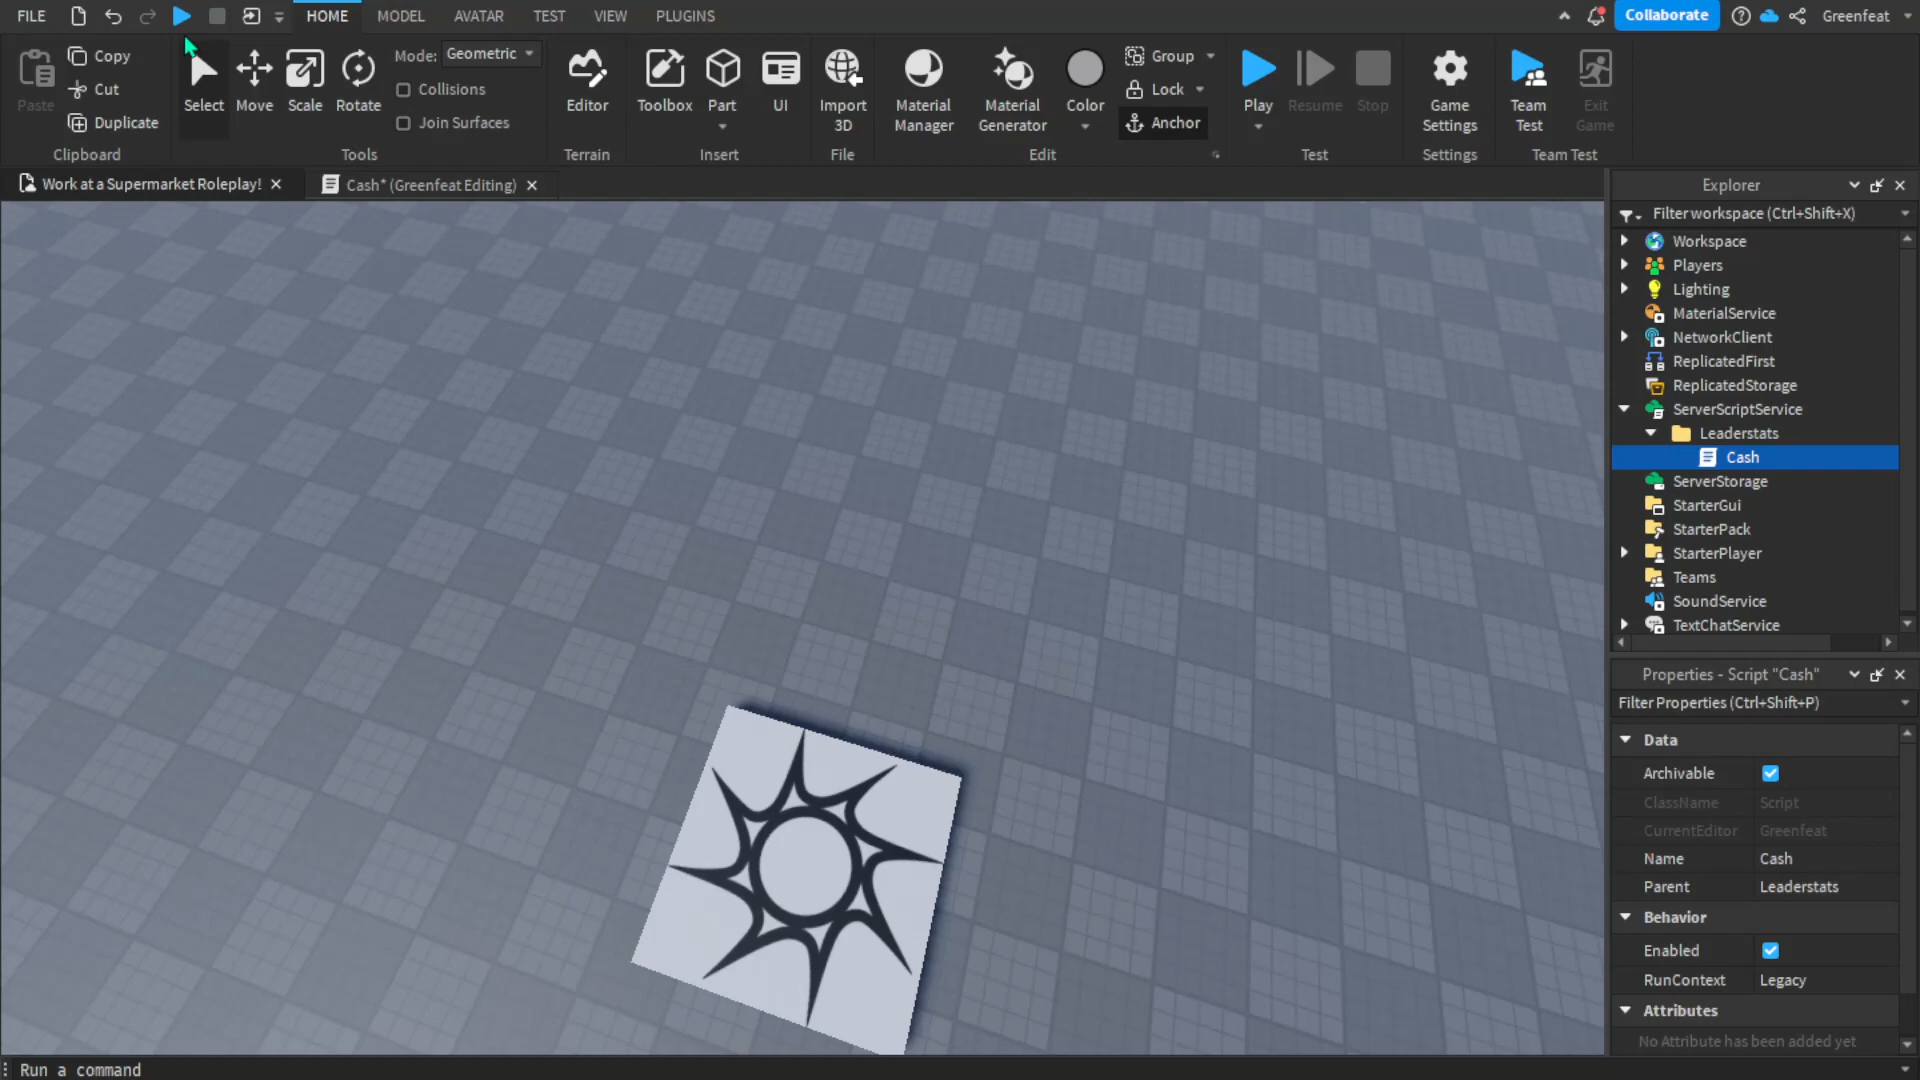 FILE
HOME
MODEL
AVATAR
TEST
VIEW
PLUGINS
Collaborate
Greenfeat
Paste
Copy
Cut
Duplicate
Clipboard
Select
Move
Scale
Rotate
Mode: Geometric
Collisions
Join Surfaces
Tools
Editor
Terrain
Toolbox
Part
UI
Insert
Import
3D
File
Material
Manager
Material
Generator
Color
Group
Lock
Anchor
Edit
Play
Resume
Stop
Test
Game
Settings
Settings
Team
Test
Exit
Game
Team Test
Work at a Supermarket Roleplay!
Cash* (Greenfeat Editing)
Explorer
Filter workspace (Ctrl+Shift+X)
Workspace
Players
Lighting
MaterialService
NetworkClient
ReplicatedFirst
ReplicatedStorage
ServerScriptService
Leaderstats
Cash
ServerStorage
StarterGui
StarterPack
StarterPlayer
Teams
SoundService
TextChatService
Properties - Script "Cash"
Filter Properties (Ctrl+Shift+P)
Data
Archivable
ClassName Script
CurrentEditor Greenfeat
Name Cash
Parent Leaderstats
Behavior
Enabled
RunContext Legacy
Attributes
No Attribute has been added yet
Run a command